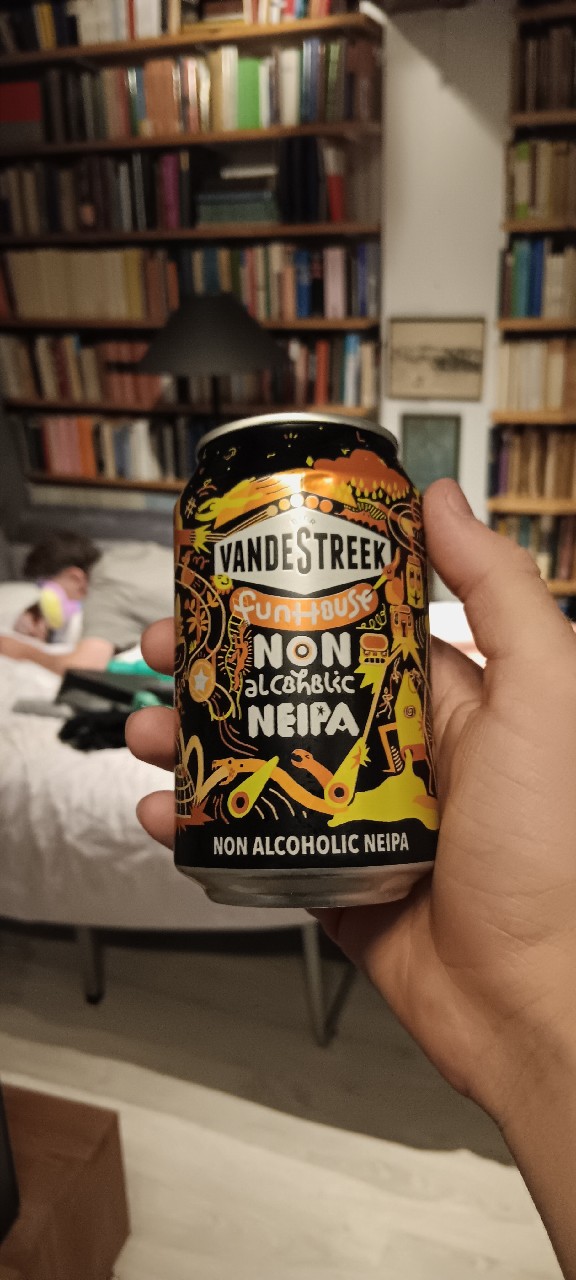 VANDESTREEK
funHouse
NON
alcoholic
NEIPA
NON ALCOHOLIC NEIPA